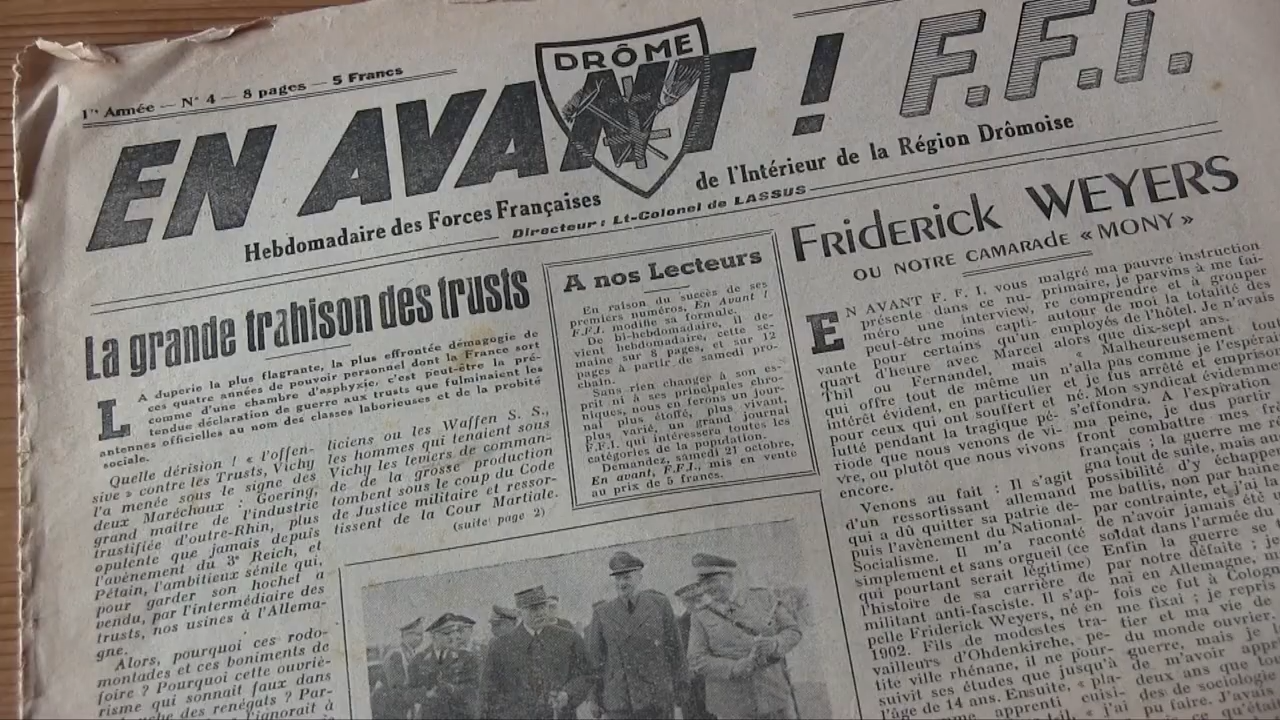 1re Année — N° 4 — 8 pages — 5 Francs
DRÔME
EN AVANT ! F.F.i.
Hebdomadaire des Forces Françaises de l'Intérieur de la Région Drômoise
Directeur : Lt-Colonel de LASSUS
La grande trahison des trusts
LA duperie la plus flagrante, la plus effrontée démagogie de
ces quatre années de pouvoir personnel dont la France sort
comme d'une chambre d'asphyxie, c'est peut-être la pré-
tendue déclaration de guerre aux trusts que fulminaient les
antennes officielles au nom des classes laborieuses et de la probité
sociale.
Quelle dérision ! « l'offen-
sive » contre les Trusts, Vichy
l'a menée sous le signe des
deux Maréchaux : Goering,
grand maître de l'industrie
trustifiée d'outre-Rhin, plus
opulente que jamais depuis
l'avènement du 3e Reich, et
Pétain, l'ambitieux sénile qui,
pour garder son hochet a
vendu, par l'intermédiaire des
trusts, nos usines à l'Allema-
gne.
Alors, pourquoi ces rodo-
montades et ces boniments de
foire ? Pourquoi cette ouvrié-
risme qui sonnait faux dans
des renégats ? Par-
l'ignorait à
liciens ou les Waffen S. S.,
les hommes qui tenaient sous
Vichy les leviers de comman-
de de la grosse production
tombent sous le coup du Code
de Justice militaire et ressor-
tissent de la Cour Martiale.
(suite page 2)
A nos Lecteurs
En raison du succès de ses
premiers numéros, En Avant !
F.F.I. modifie sa formule.
De bi-hebdomadaire, il de-
vient hebdomadaire, cette se-
maine sur 8 pages, et sur 12
pages à partir de samedi pro-
chain.
Sans rien changer à son es-
prit ni à ses principales chro-
niques, nous en ferons un jour-
nal plus étoffé, plus vivant,
plus varié, un grand journal
F.F.I. qui intéressera toutes les
catégories de la population.
Demandez, samedi 21 octobre,
En avant F.F.I., mis en vente
au prix de 5 francs.
FRidERicK WEYERS
OU NOTRE CAMARAdE « MONY »
EN AVANT F. F. I. vous
présente dans ce nu-
méro une interview,
peut-être moins capti-
vante pour certains qu'un
quart d'heure avec Marcel
Thil ou Fernandel, mais
qui offre tout de même un
intérêt évident, en particulier
pour ceux qui ont souffert et
lutté pendant la tragique pé-
riode que nous venons de vi-
vre, ou plutôt que nous vivons
encore.
Venons au fait : Il s'agit
d'un ressortissant allemand
qui a dû quitter sa patrie de-
puis l'avènement du National-
Socialisme. Il m'a raconté
simplement et sans orgueil (ce
qui pourtant serait légitime)
l'histoire de sa carrière de
militant anti-fasciste. Il s'ap-
pelle Friderick Weyers, né en
1902. Fils de modestes tra-
vailleurs d'Ohdenkirche, pe-
tite ville rhénane, il ne pour-
suivit ses études que jusqu'à
l'âge de 14 ans. Ensuite, « pla-
apprenti cuisi-
« j'ai
malgré ma pauvre instruction
primaire, je parvins à me fai-
re comprendre et à grouper
autour de moi la totalité des
employés de l'hôtel. Je n'avais
alors que dix-sept ans.
« Malheureusement tout
n'alla pas comme je l'espérai
et je fus arrêté et emprison
né. Mon syndicat évidemme
s'effondra. A l'expiration
ma peine, je dus partir
front combattre mes fr
français ; la guerre me r
gna tout de suite, mais au
possibilité d'y échappe
me battis, non par haine
par contrainte, et j'ai la
de n'avoir jamais été u
soldat dans l'armée du
Enfin la guerre se
par notre défaite ; je
nai en Allemagne, m
fois ce fut à Cologn
me fixai ; je repris
tier et ma vie de
du monde ouvrier.
guerre, mais je
de m'avoir appr
deux ans que tou
des de sociologie
pu faire. J'avais